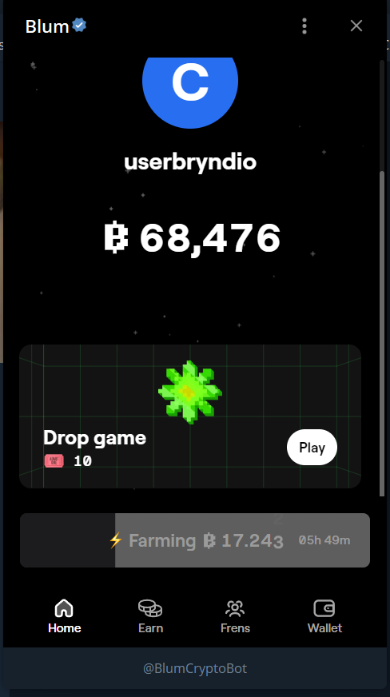 Blum
C
userbryndio
฿ 68,476
Drop game
10
Play
Farming ฿ 17.243
05h 49m
Home
Earn
Frens
Wallet
@BlumCryptoBot